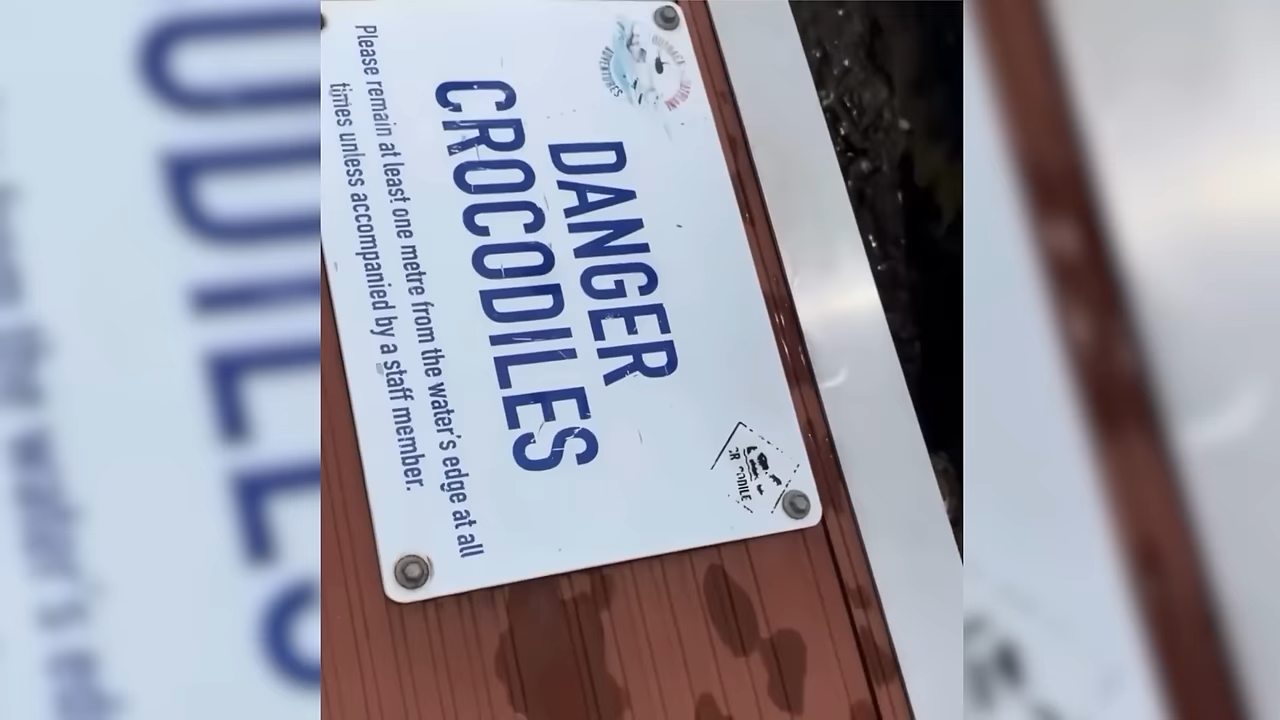 DANGER
CROCODILES
Please remain at least one metre from the water's edge at all
times unless accompanied by a staff member.
ADVENTURES